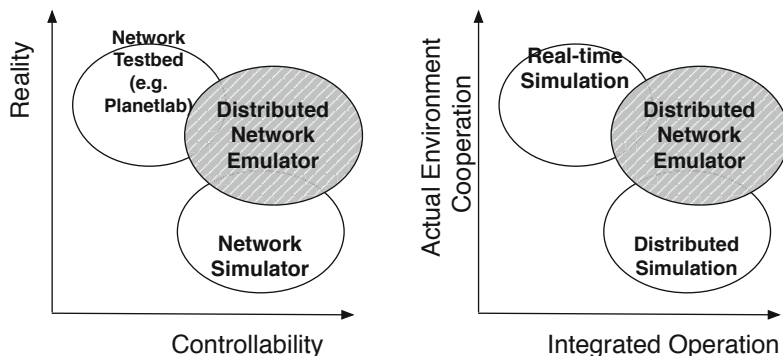 Reality
Network
Testbed
(e.g.
Planetlab)
Distributed
Network
Emulator
Network
Simulator
Controllability
Actual Environment
Cooperation
Real-time
Simulation
Distributed
Network
Emulator
Distributed
Simulation
Integrated Operation